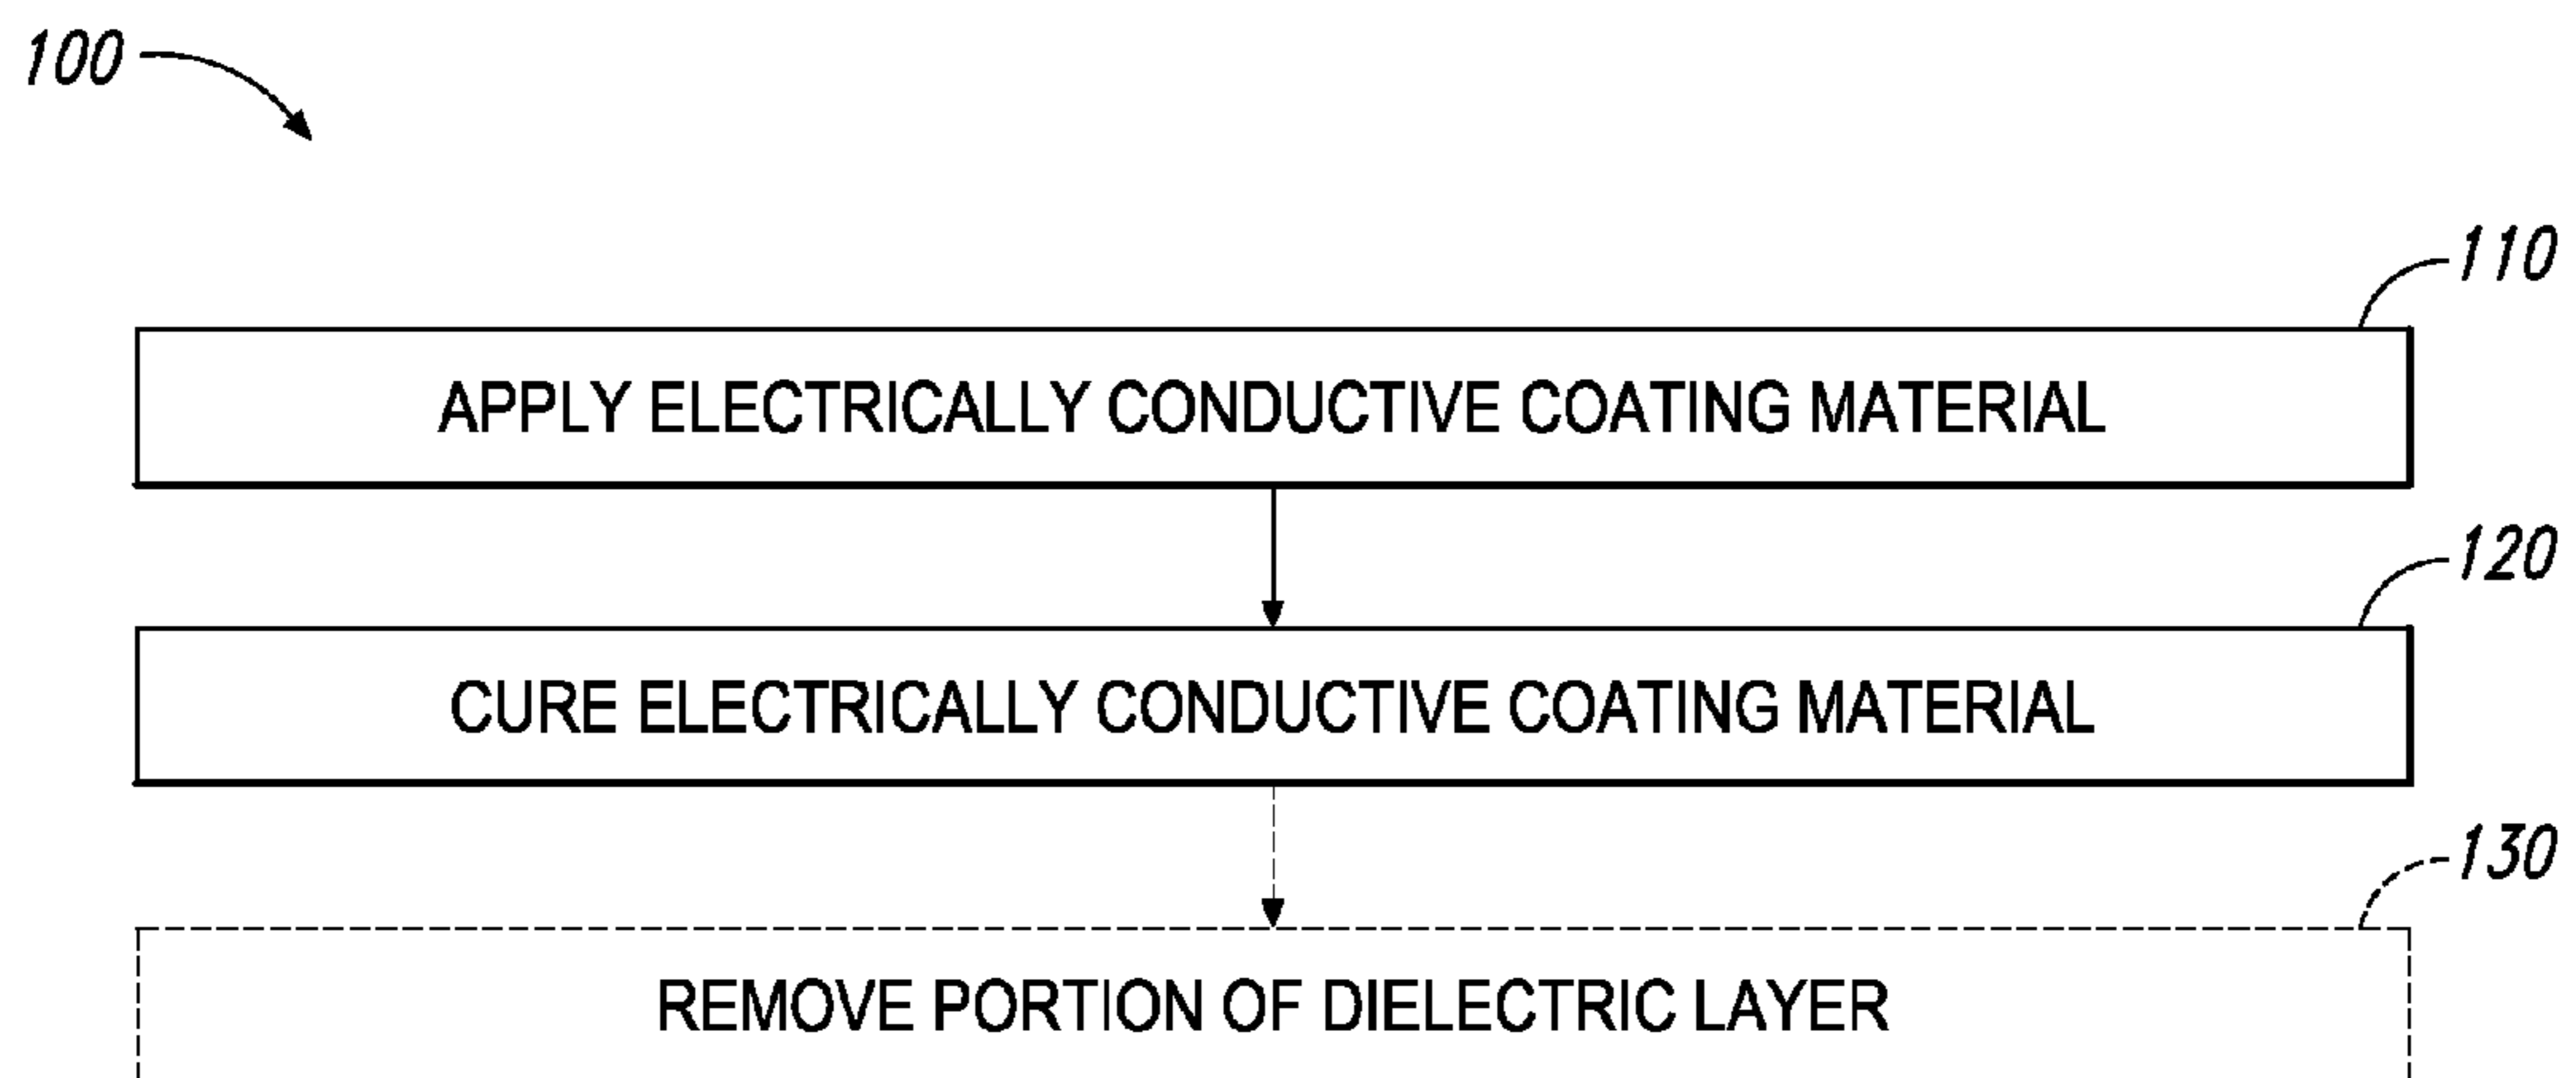 100
110
APPLY ELECTRICALLY CONDUCTIVE COATING MATERIAL
120
CURE ELECTRICALLY CONDUCTIVE COATING MATERIAL
130
REMOVE PORTION OF DIELECTRIC LAYER